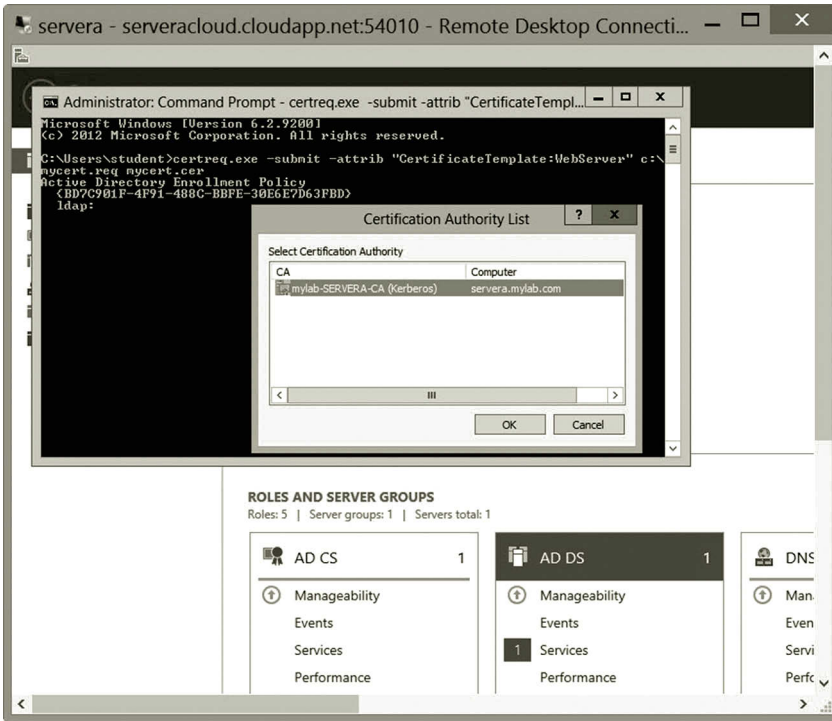 servera - serveracloud.cloudapp.net:54010 - Remote Desktop Connecti...
Administrator: Command Prompt - certreq.exe -submit -attrib "CertificateTempl...
Microsoft Windows [Version 6.2.9200]
(c) 2012 Microsoft Corporation. All rights reserved.
C:\Users\student>certreq.exe -submit -attrib "CertificateTemplate:WebServer" c:\
mycert.req mycert.cer
Active Directory Enrollment Policy
{BD7C901F-4F91-488C-BBFE-30E6E7D63FBD}
ldap:
Certification Authority List
Select Certification Authority
CA Computer
mylab-SERVERA-CA (Kerberos) servera.mylab.com
OK Cancel
ROLES AND SERVER GROUPS
Roles: 5 | Server groups: 1 | Servers total: 1
AD CS 1 AD DS 1 DNS
Manageability Manageability Man
Events Events Even
Services 1 Services Servi
Performance Performance Perfo